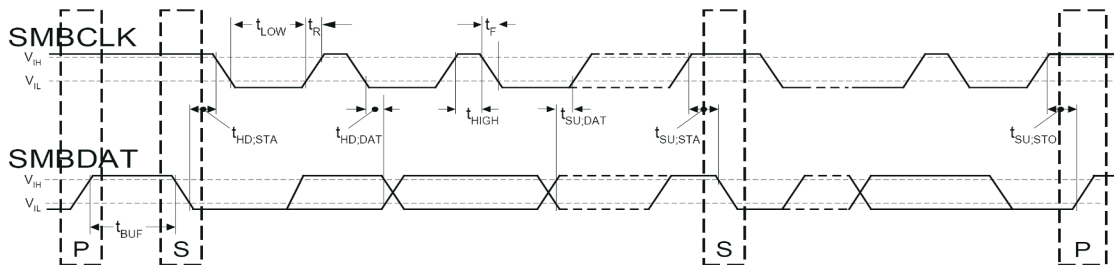 tLOW tR tF
SMBCLK
VIH
VIL
tHD;STA tHD;DAT tHIGH tSU;DAT tSU;STA tSU;STO
SMBDAT
VIH
VIL
tBUF
P S S P